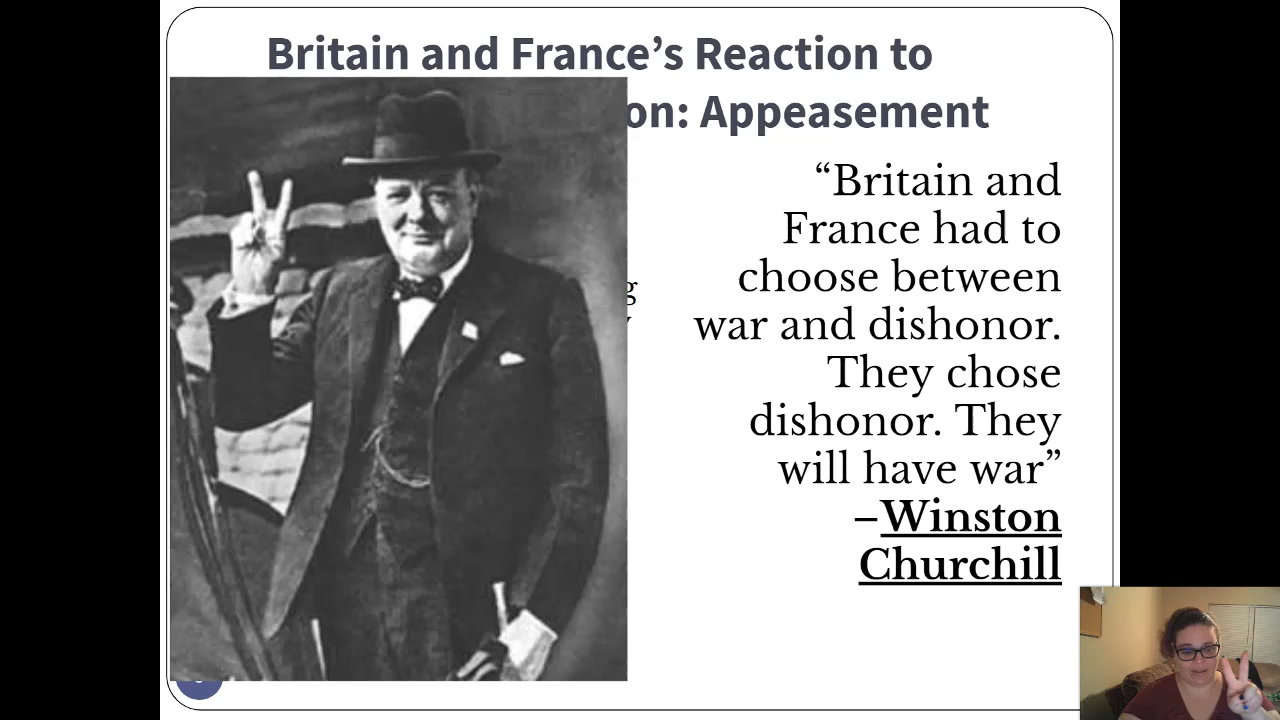 Britain and France’s Reaction to
on: Appeasement
“Britain and
France had to
choose between
war and dishonor.
They chose
dishonor. They
will have war”
–Winston
Churchill